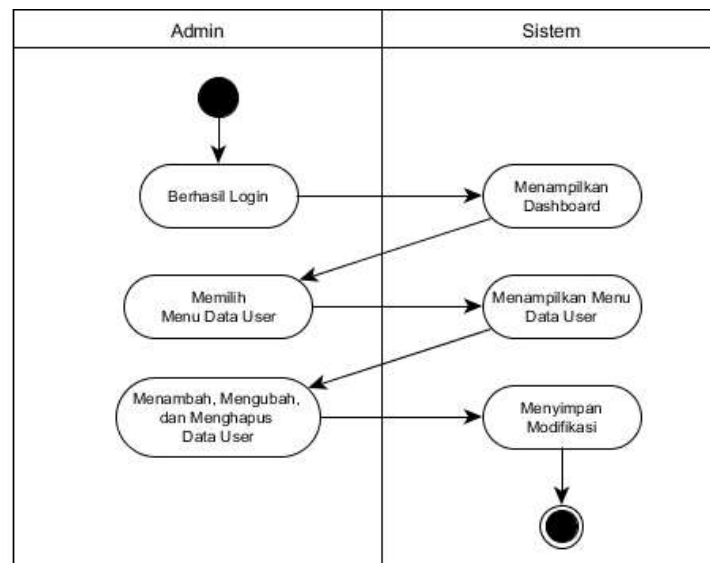 Admin
Sistem
Berhasil Login
Menampilkan
Dashboard
Memilih
Menu Data User
Menampilkan Menu
Data User
Menambah, Mengubah,
dan Menghapus
Data User
Menyimpan
Modifikasi